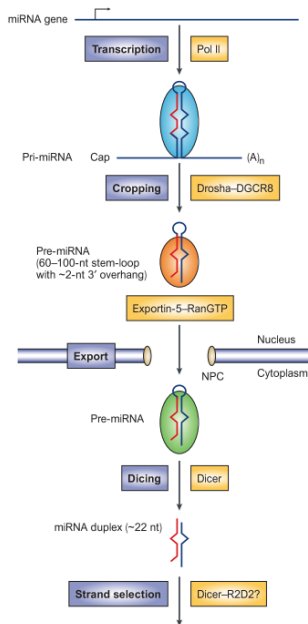 miRNA gene
Transcription Pol II
Pri-miRNA Cap (A)n
Cropping Drosha–DGCR8
Pre-miRNA
(60–100-nt stem-loop
with ~2-nt 3′ overhang)
Exportin-5–RanGTP
Nucleus
Export
NPC Cytoplasm
Pre-miRNA
Dicing Dicer
miRNA duplex (~22 nt)
Strand selection Dicer–R2D2?